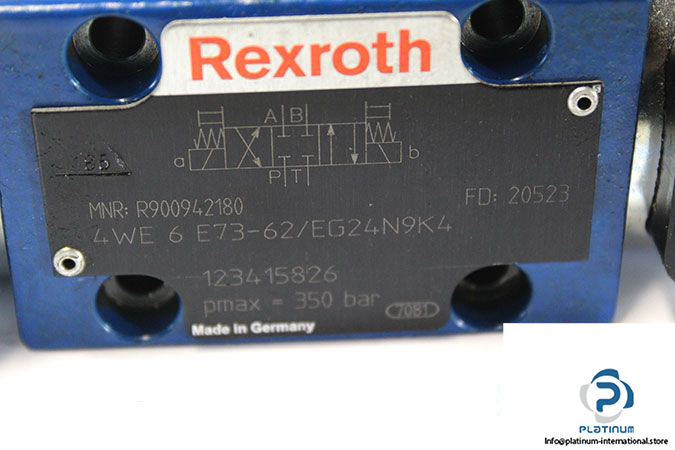 Rexroth
A B
a b
P T
MNR: R900942180
FD: 20523
4WE 6 E73-62/EG24N9K4
123415826
pmax = 350 bar
7081
Made in Germany
PLATINUM
Info@platinum-international.store